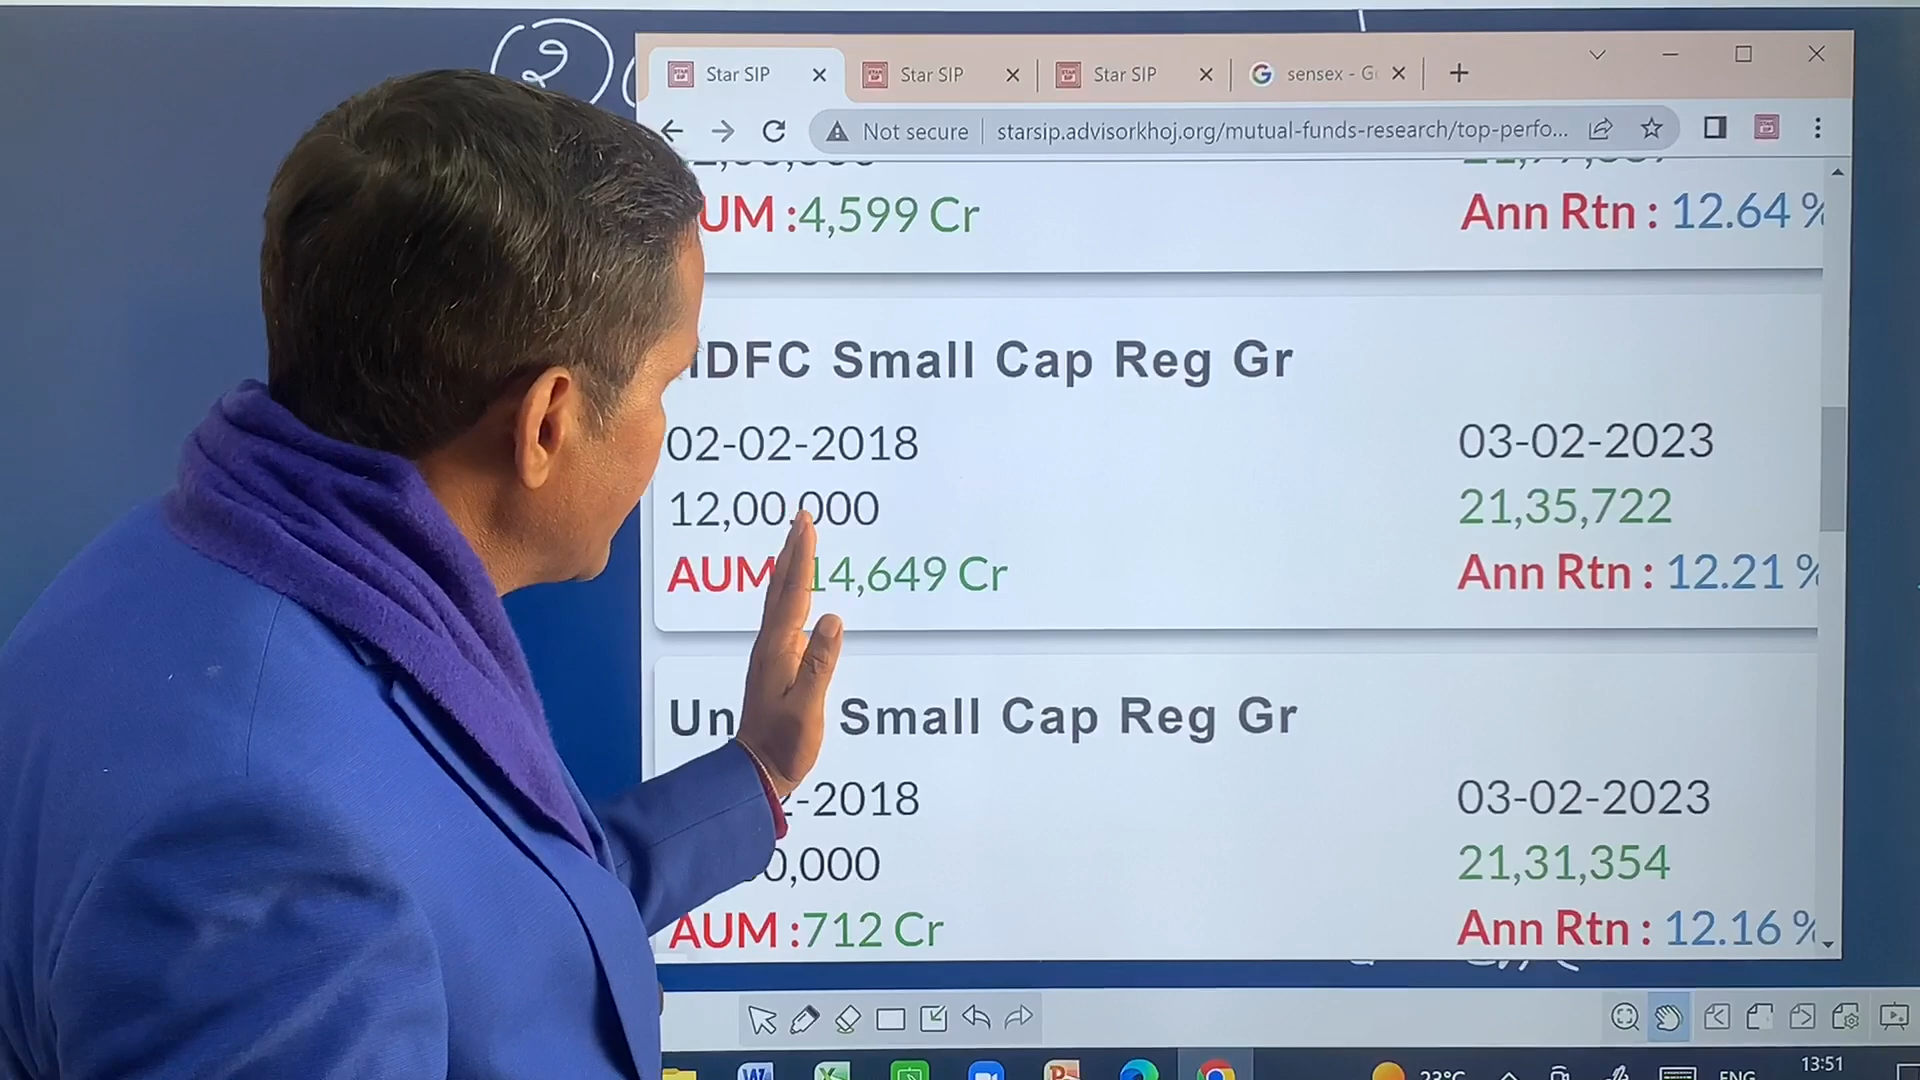 2
Star SIP
Star SIP
Star SIP
sensex - G
Not secure
starsip.advisorkhoj.org/mutual-funds-research/top-perfo...
UM :4,599 Cr
Ann Rtn : 12.64 %
HDFC Small Cap Reg Gr
02-02-2018
03-02-2023
12,00,000
21,35,722
AUM 14,649 Cr
Ann Rtn : 12.21 %
Small Cap Reg Gr
-2018
03-02-2023
0,000
21,31,354
AUM :712 Cr
Ann Rtn : 12.16 %
23°C
ENG
13:51